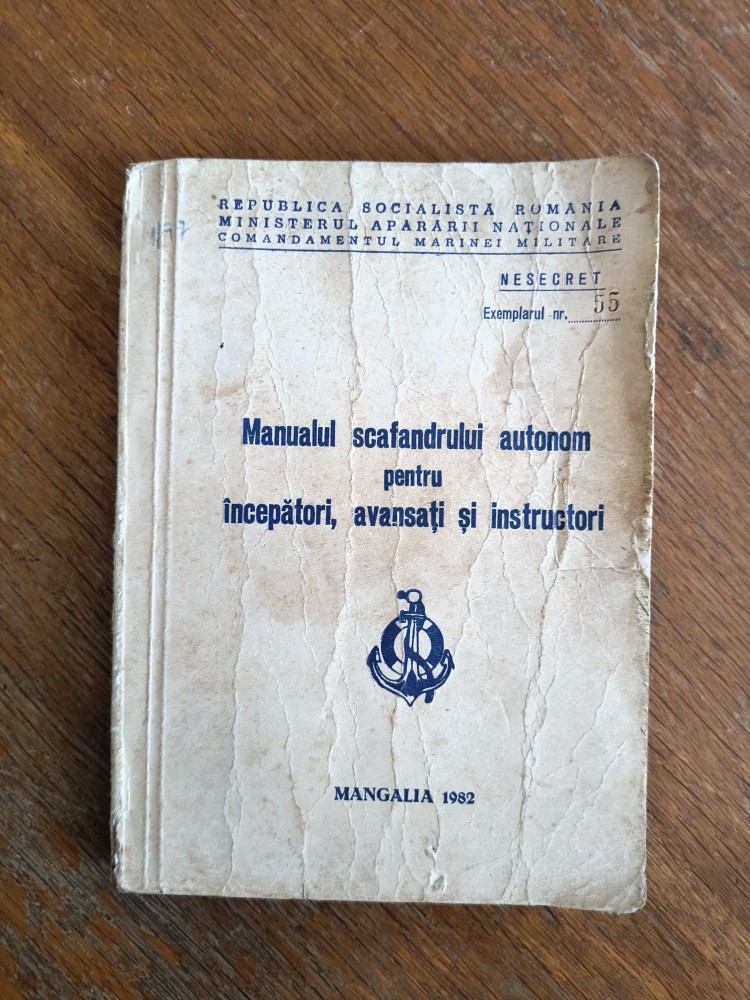 REPUBLICA SOCIALISTĂ ROMÂNIA
MINISTERUL APĂRĂRII NAȚIONALE
COMANDAMENTUL MARINEI MILITARE
NESECRET
Exemplarul nr. 55
Manualul scafandrului autonom
pentru
începători, avansați și instructori
MANGALIA 1982